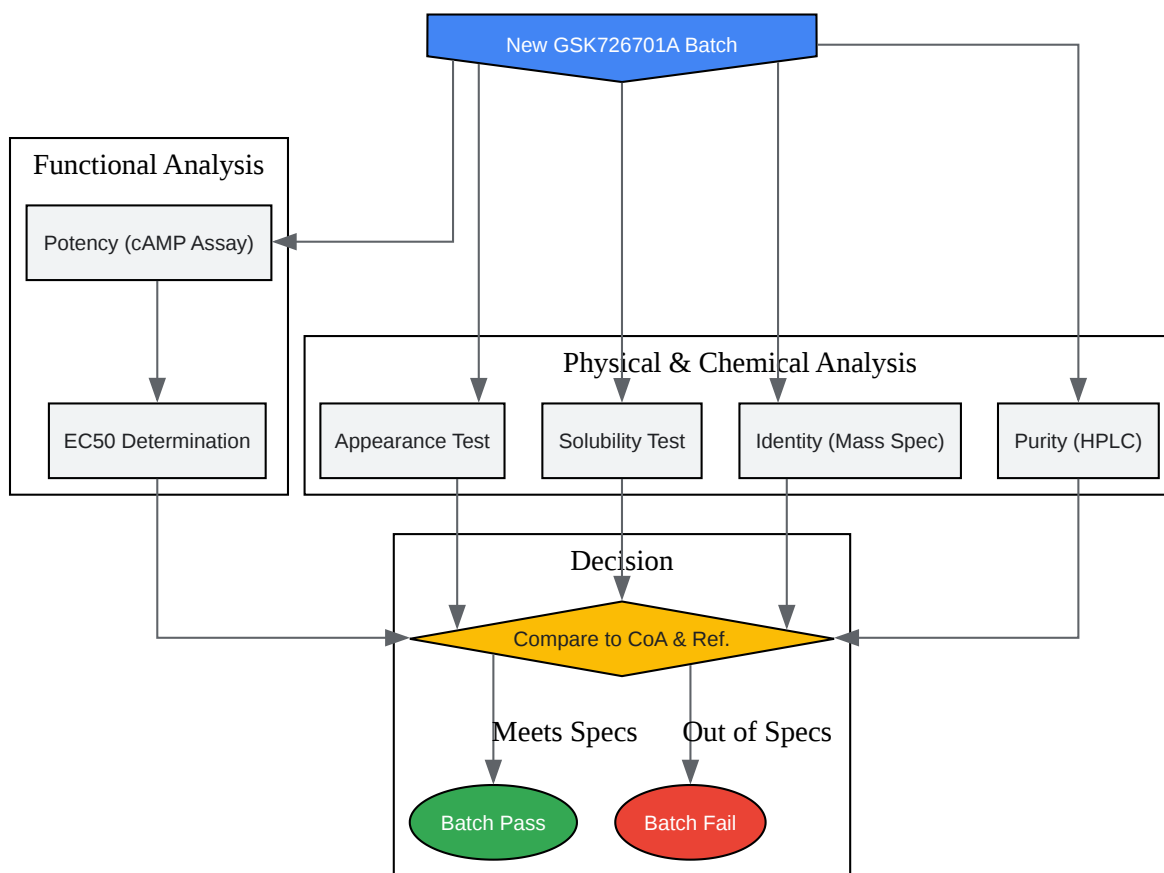 New GSK726701A Batch
Functional Analysis
Potency (cAMP Assay)
Physical & Chemical Analysis
EC50 Determination
Appearance Test
Solubility Test
Identity (Mass Spec)
Purity (HPLC)
Decision
Compare to CoA & Ref.
Meets Specs
Out of Specs
Batch Pass
Batch Fail